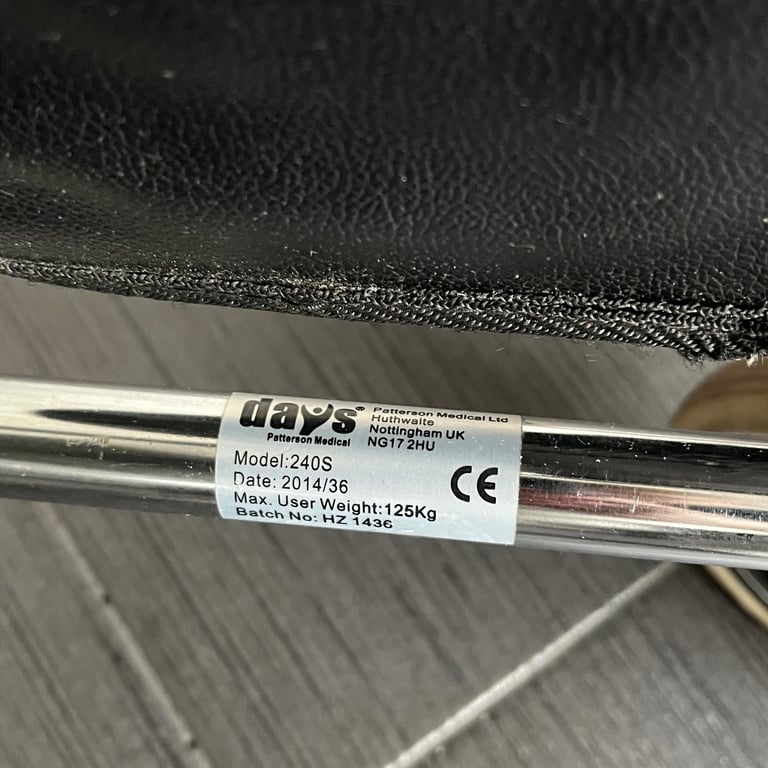 days®
Patterson Medical
Patterson Medical Ltd
Huthwaite
Nottingham UK
NG17 2HU
Model:240S
Date: 2014/36
Max. User Weight:125Kg
Batch No: HZ 1436
CE